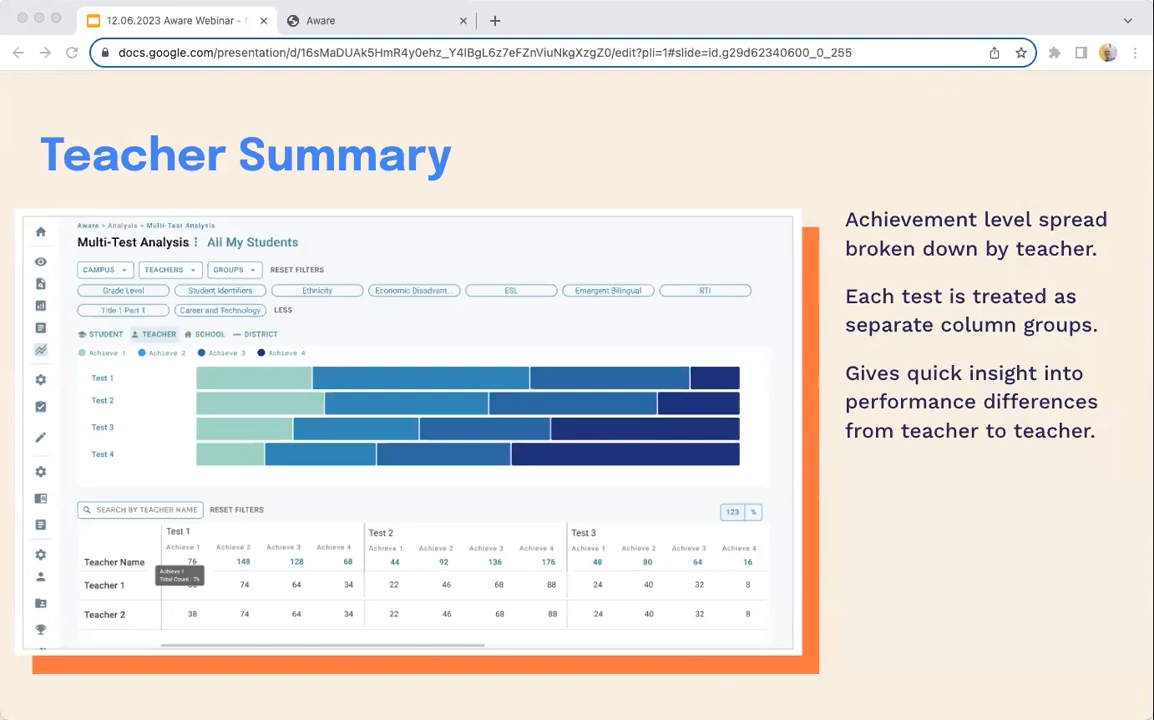 12.06.2023 Aware Webinar -
Aware
docs.google.com/presentation/d/16sMaDUAk5HmR4y0ehz_Y4lBgL6z7eFZnViuNkgXzgZ0/edit?pli=1#slide=id.g29d62340600_0_255
Teacher Summary
Aware > Analysis > Multi-Test Analysis
Multi-Test Analysis All My Students
CAMPUS TEACHERS GROUPS RESET FILTERS
Grade Level Student Identifiers Ethnicity Economic Disadvant... ESL Emergent Bilingual RTI
Title 1 Part 1 Career and Technology LESS
STUDENT TEACHER SCHOOL DISTRICT
Achieve 1 Achieve 2 Achieve 3 Achieve 4
Test 1
Test 2
Test 3
Test 4
SEARCH BY TEACHER NAME RESET FILTERS 123 %
Test 1 Test 2 Test 3
Achieve 1 Achieve 2 Achieve 3 Achieve 4 Achieve 1 Achieve 2 Achieve 3 Achieve 4 Achieve 1 Achieve 2 Achieve 3 Achieve 4
Teacher Name 76 148 128 68 44 92 136 176 48 80 64 16
Achieve 1
Total Count : 
Teacher 1 74 64 34 22 46 68 88 24 40 32 8
Teacher 2 38 74 64 34 22 46 68 88 24 40 32 8
Achievement level spread
broken down by teacher.
Each test is treated as
separate column groups.
Gives quick insight into
performance differences
from teacher to teacher.